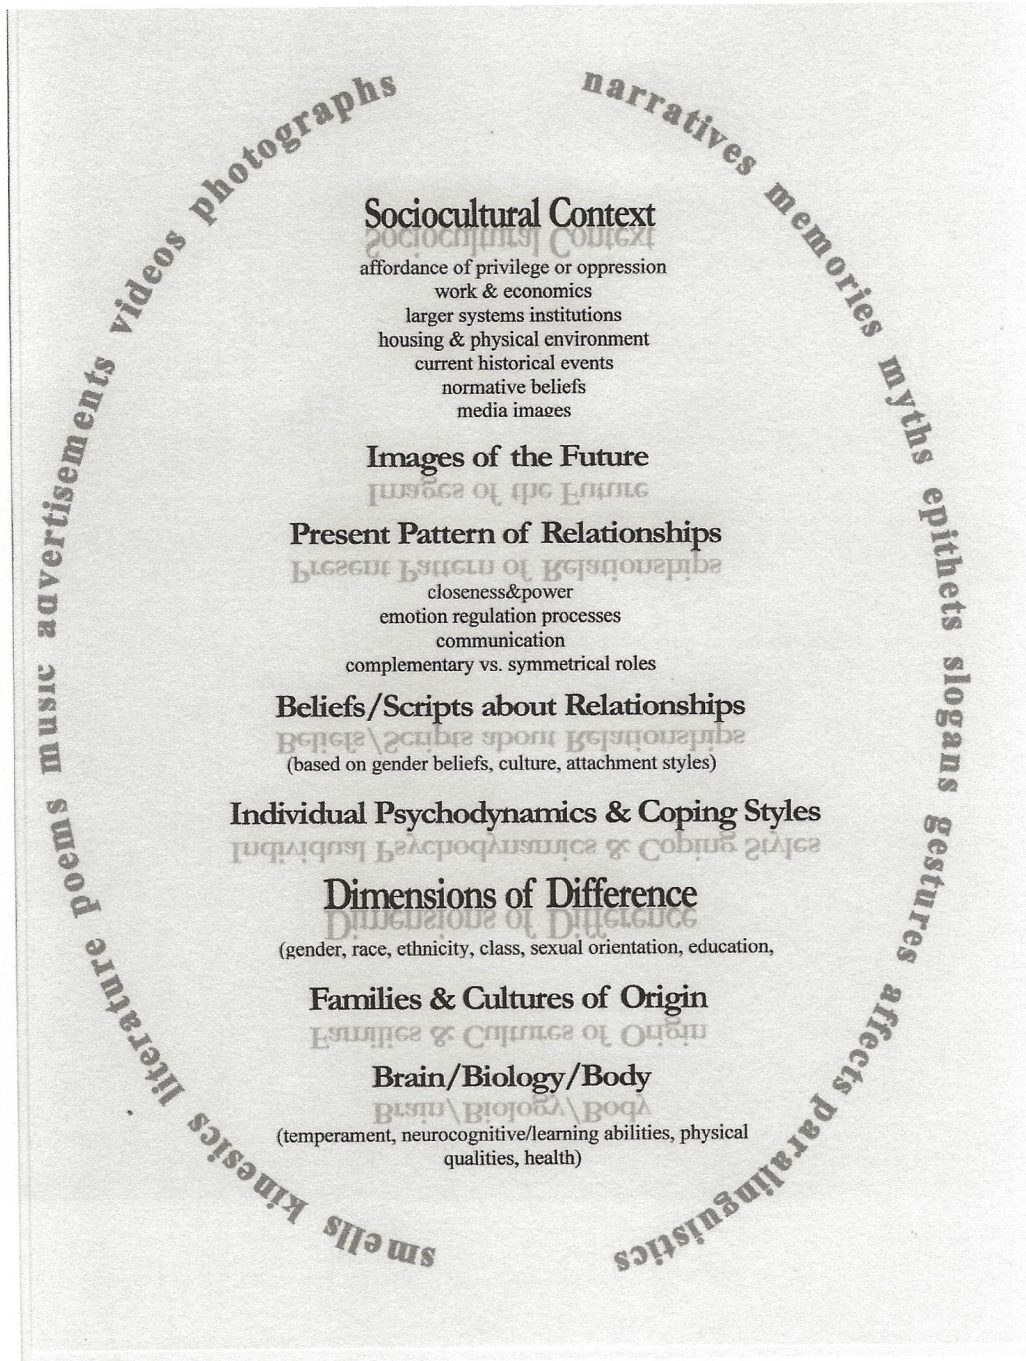 smells kinesics literature poems music advertisements videos photographs
narratives memories myths epithets slogans gestures affects paralinguistics
Sociocultural Context
affordance of privilege or oppression
work & economics
larger systems institutions
housing & physical environment
current historical events
normative beliefs
media images
Images of the Future
Present Pattern of Relationships
closeness&power
emotion regulation processes
communication
complementary vs. symmetrical roles
Beliefs/Scripts about Relationships
(based on gender beliefs, culture, attachment styles)
Individual Psychodynamics & Coping Styles
Dimensions of Difference
(gender, race, ethnicity, class, sexual orientation, education,
Families & Cultures of Origin
Brain/Biology/Body
(temperament, neurocognitive/learning abilities, physical
qualities, health)